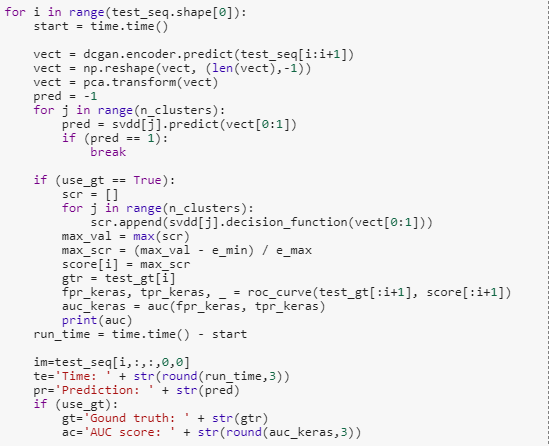 for i in range(test_seq.shape[0]):
    start = time.time()

    vect = dcgan.encoder.predict(test_seq[i:i+1])
    vect = np.reshape(vect, (len(vect),-1))
    vect = pca.transform(vect)
    pred = -1
    for j in range(n_clusters):
        pred = svdd[j].predict(vect[0:1])
        if (pred == 1):
            break

    if (use_gt == True):
        scr = []
        for j in range(n_clusters):
            scr.append(svdd[j].decision_function(vect[0:1]))
        max_val = max(scr)
        max_scr = (max_val - e_min) / e_max
        score[i] = max_scr
        gtr = test_gt[i]
        fpr_keras, tpr_keras, _ = roc_curve(test_gt[:i+1], score[:i+1])
        auc_keras = auc(fpr_keras, tpr_keras)
        print(auc)
    run_time = time.time() - start

    im=test_seq[i,:,:,0,0]
    te='Time: ' + str(round(run_time,3))
    pr='Prediction: ' + str(pred)
    if (use_gt):
        gt='Gound truth: ' + str(gtr)
        ac='AUC score: ' + str(round(auc_keras,3))